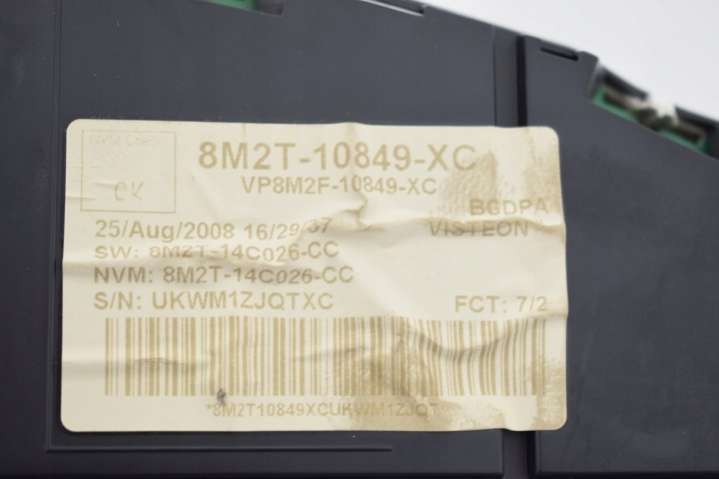 8M2T-10849-XC
VP8M2F-10849-XC
BGDPA
25/Aug/2008 16/29/37
VISTEON
SW: 8M2T-14C026-CC
NVM: 8M2T-14C026-CC
S/N: UKWM1ZJQTXC
FCT: 7/2
*8M2T10849XCUKWM1ZJQT
OK